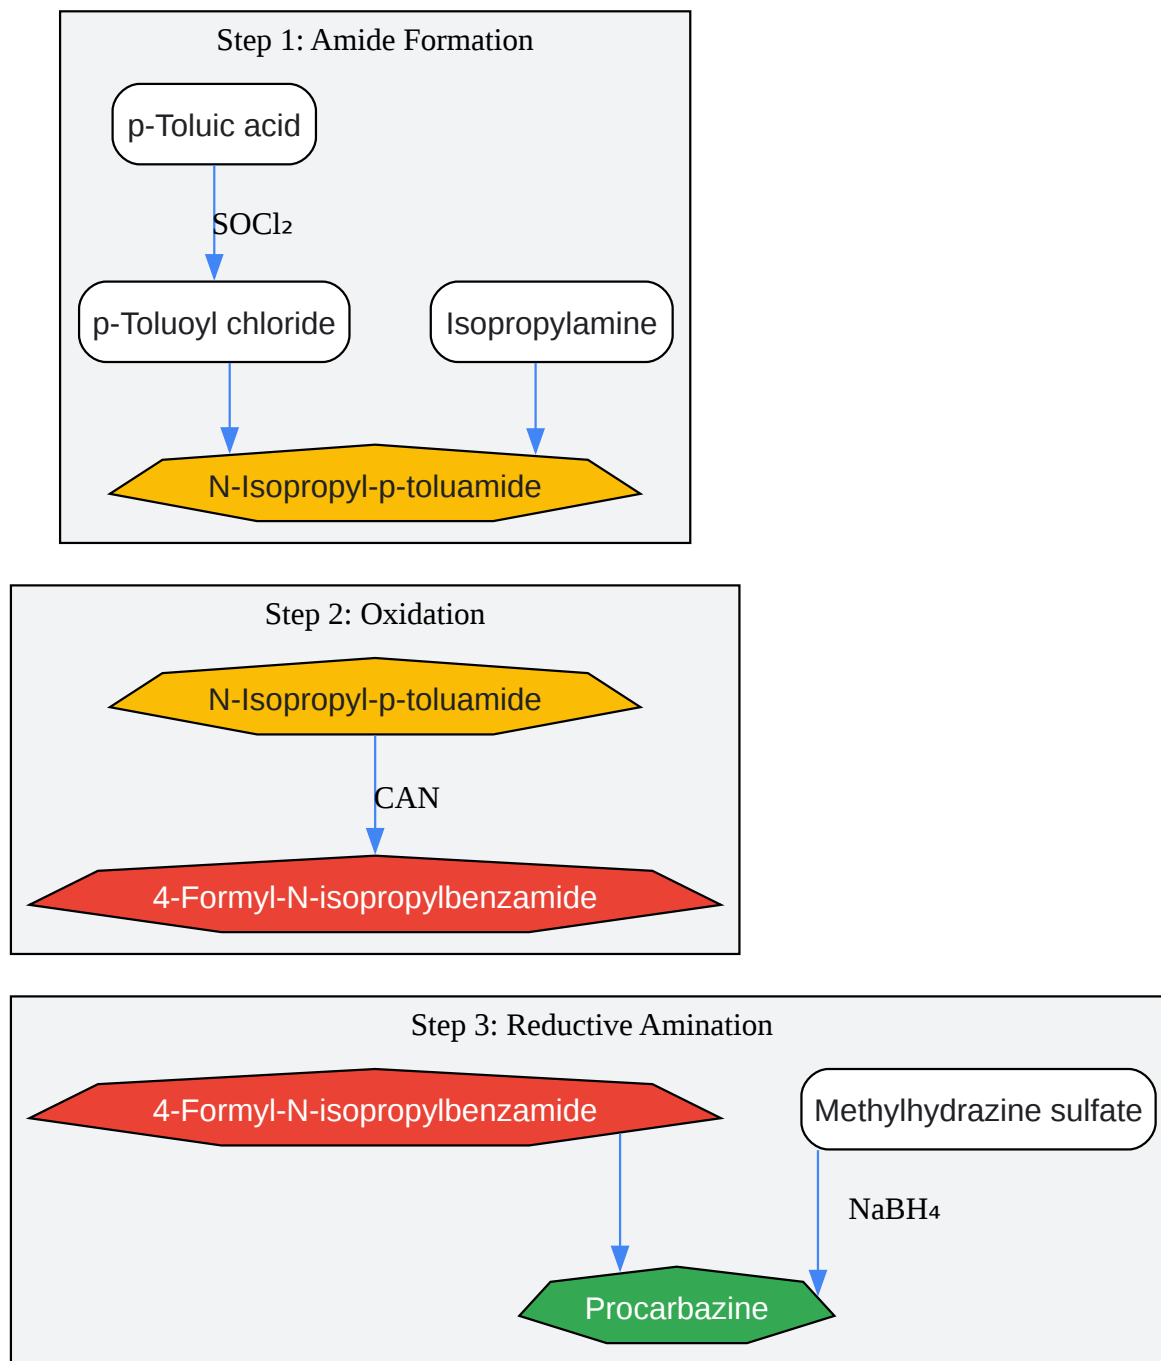 Step 1: Amide Formation
p-Toluic acid
SOCl₂
p-Toluoyl chloride
Isopropylamine
N-Isopropyl-p-toluamide
Step 2: Oxidation
N-Isopropyl-p-toluamide
CAN
4-Formyl-N-isopropylbenzamide
Step 3: Reductive Amination
4-Formyl-N-isopropylbenzamide
Methylhydrazine sulfate
NaBH₄
Procarbazine